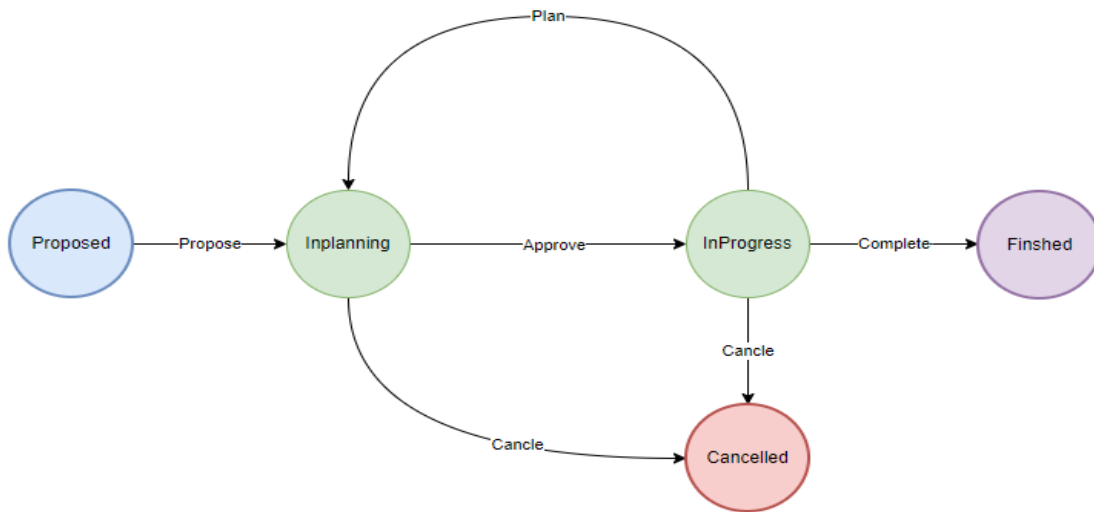 Plan
Proposed
Propose
Inplanning
Approve
InProgress
Complete
Finshed
Cancle
Cancle
Cancelled